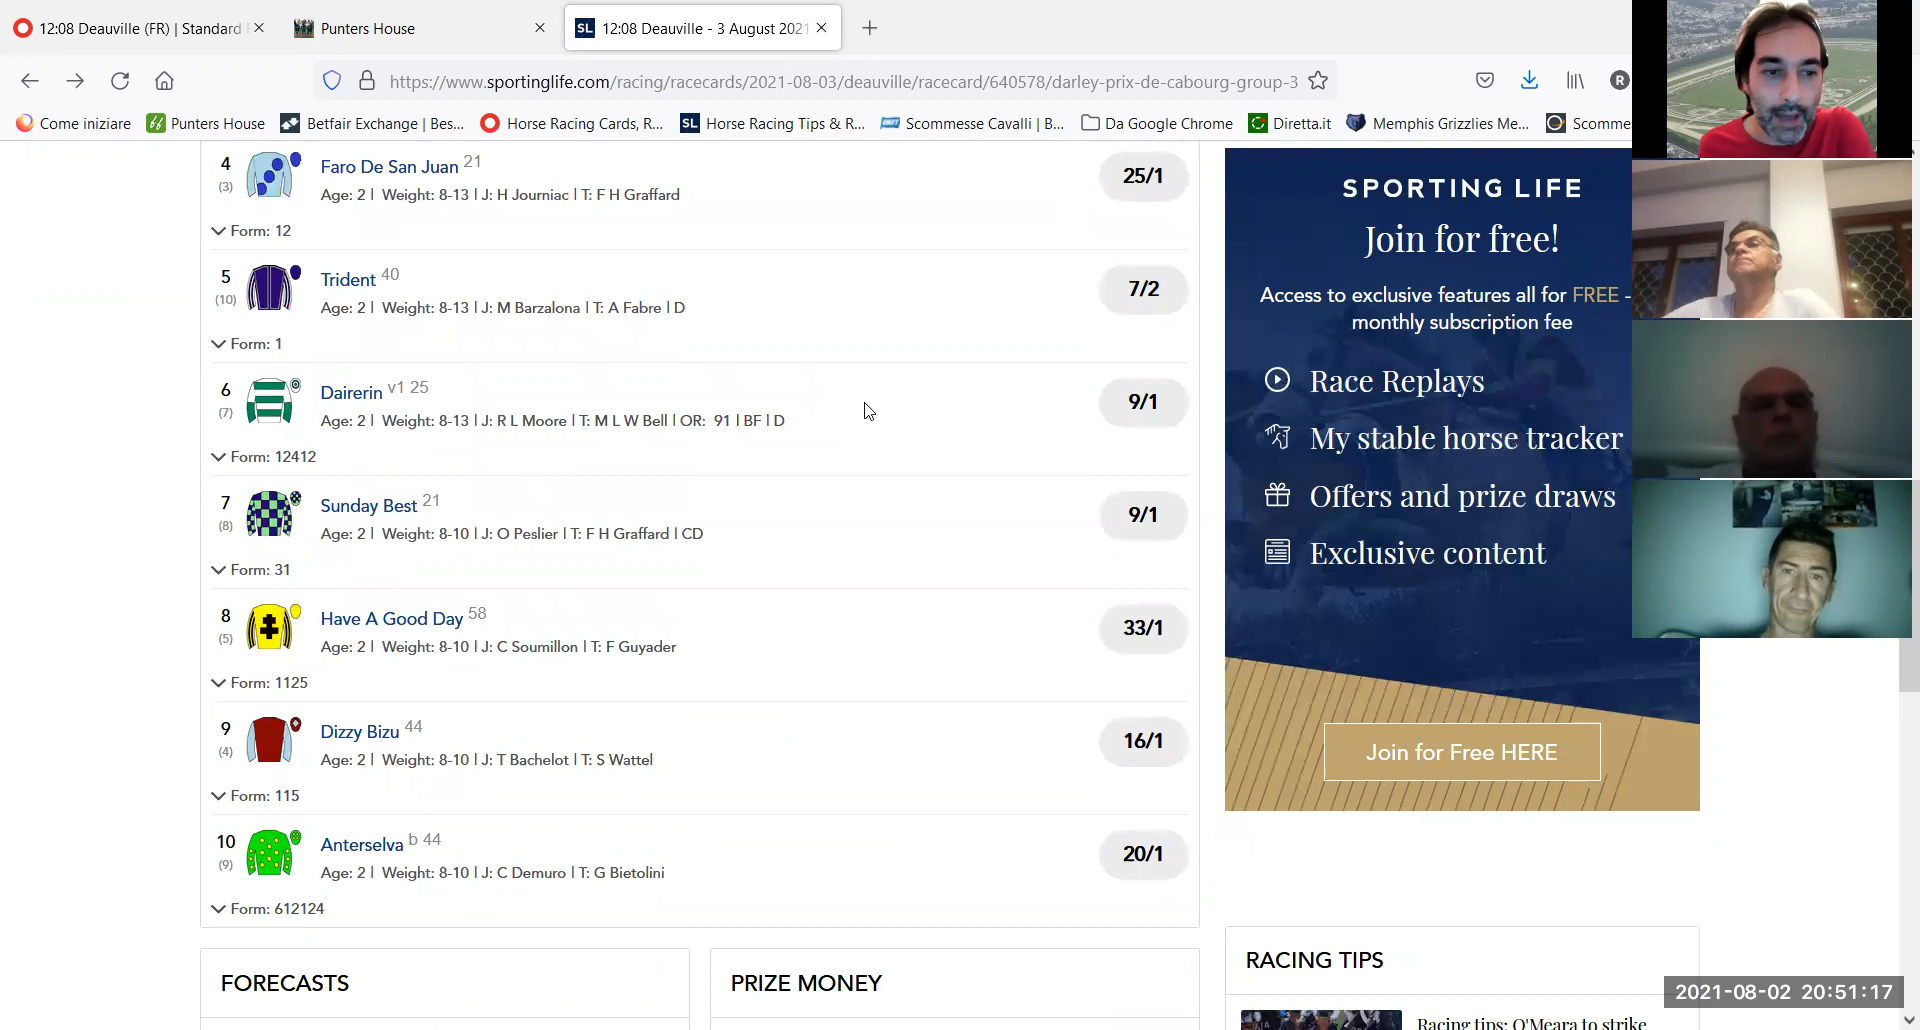 12:08 Deauville (FR) | Standard
Punters House
SL 12:08 Deauville - 3 August 2021
https://www.sportinglife.com/racing/racecards/2021-08-03/deauville/racecard/640578/darley-prix-de-cabourg-group-3
R
Come iniziare
Punters House
Betfair Exchange | Bes...
Horse Racing Cards, R...
SL Horse Racing Tips & R...
Scommesse Cavalli | B...
Da Google Chrome
Diretta.it
Memphis Grizzlies Me...
Scomme
4 Faro De San Juan 21
(3)
25/1
Age: 2 | Weight: 8-13 | J: H Journiac | T: F H Graffard
Form: 12
5 Trident 40
(10)
7/2
Age: 2 | Weight: 8-13 | J: M Barzalona | T: A Fabre | D
Form: 1
6 Dairerin v1 25
(7)
9/1
Age: 2 | Weight: 8-13 | J: R L Moore | T: M L W Bell | OR: 91 | BF | D
Form: 12412
7 Sunday Best 21
(8)
9/1
Age: 2 | Weight: 8-10 | J: O Peslier | T: F H Graffard | CD
Form: 31
8 Have A Good Day 58
(5)
33/1
Age: 2 | Weight: 8-10 | J: C Soumillon | T: F Guyader
Form: 1125
9 Dizzy Bizu 44
(4)
16/1
Age: 2 | Weight: 8-10 | J: T Bachelot | T: S Wattel
Form: 115
10 Anterselva b 44
(9)
20/1
Age: 2 | Weight: 8-10 | J: C Demuro | T: G Bietolini
Form: 612124
FORECASTS
PRIZE MONEY
SPORTING LIFE
Join for free!
Access to exclusive features all for FREE -
monthly subscription fee
Race Replays
My stable horse tracker
Offers and prize draws
Exclusive content
Join for Free HERE
RACING TIPS
Racing tips: O'Meara to strike
2021-08-02 20:51:17